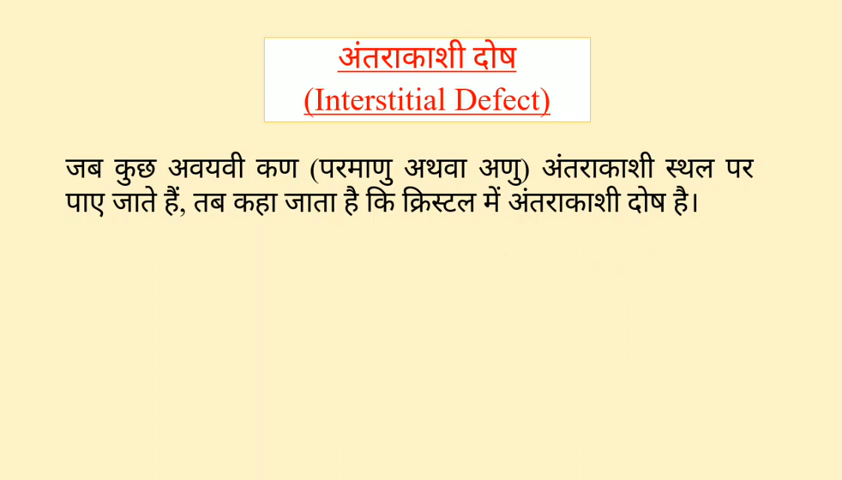 अंतराकाशी दोष
(Interstitial Defect)
जब कुछ अवयवी कण (परमाणु अथवा अणु) अंतराकाशी स्थल पर
पाए जाते हैं, तब कहा जाता है कि क्रिस्टल में अंतराकाशी दोष है।